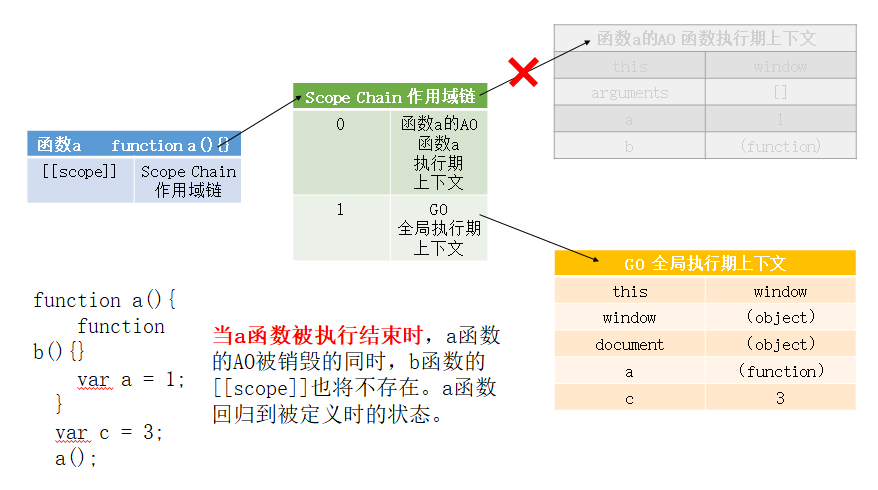 函数a的AO 函数执行期上下文
this window
arguments []
a 1
b (function)
Scope Chain 作用域链
0 函数a的AO
函数a
执行期
上下文
1 GO
全局执行期
上下文
函数a function a(){}
[[scope]] Scope Chain
作用域链
GO 全局执行期上下文
this window
window (object)
document (object)
a (function)
c 3
function a(){
function
b(){}
var a = 1;
}
var c = 3;
a();
当a函数被执行结束时，a函数
的AO被销毁的同时，b函数的
[[scope]]也将不存在。a函数
回归到被定义时的状态。